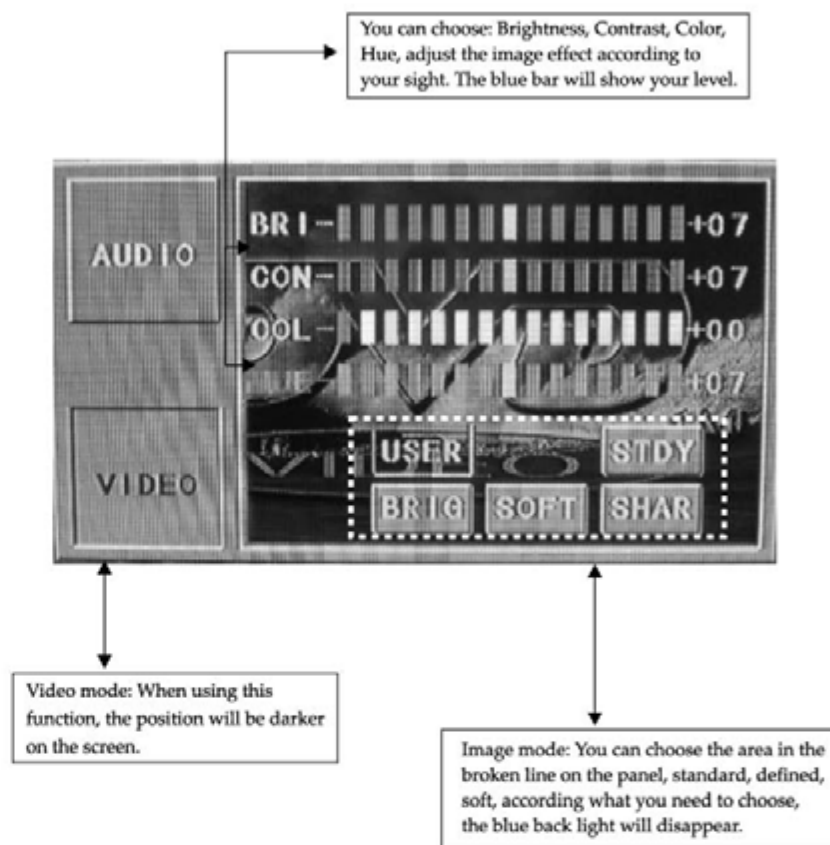 You can choose: Brightness, Contrast, Color,
Hue, adjust the image effect according to
your sight. The blue bar will show your level.
AUDIO
BRI +07
CON +07
COL +00
+07
VIDEO
USER STDY
BRIG SOFT SHAR
Video mode: When using this
function, the position will be darker
on the screen.
Image mode: You can choose the area in the
broken line on the panel, standard, defined,
soft, according what you need to choose,
the blue back light will disappear.